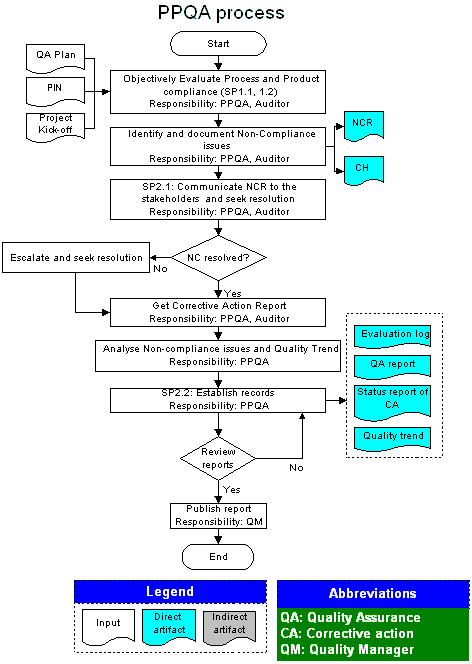 PPQA process
Start
QA Plan
PIN
Project
Kick-off
Objectively Evaluate Process and Product
compliance (SP1.1, 1.2)
Responsibility: PPQA, Auditor
Identify and document Non-Compliance
issues
Responsibility: PPQA, Auditor
NCR
CH
SP2.1: Communicate NCR to the
stakeholders and seek resolution
Responsibility: PPQA, Auditor
NC resolved?
No
Escalate and seek resolution
Yes
Get Corrective Action Report
Responsibility: PPQA, Auditor
Analyse Non-compliance issues and Quality Trend
Responsibility: PPQA
SP2.2: Establish records
Responsibility: PPQA
Evaluation log
QA report
Status report of
CA
Quality trend
Review
reports
No
Yes
Publish report
Responsibility: QM
End
Legend
Input
Direct
artifact
Indirect
artifact
Abbreviations
QA: Quality Assurance
CA: Corrective action
QM: Quality Manager